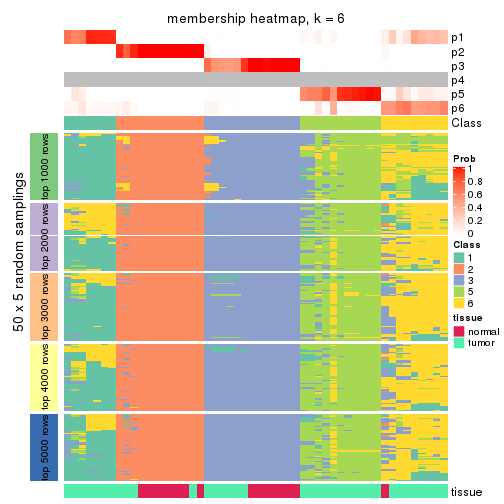 membership heatmap, k = 6
p1
p2
p3
p4
p5
p6
Class
50 x 5 random samplings
top 1000 rows
top 2000 rows
top 3000 rows
top 4000 rows
top 5000 rows
tissue
Prob
1
0.8
0.6
0.4
0.2
0
Class
1
2
3
5
6
tissue
normal
tumor